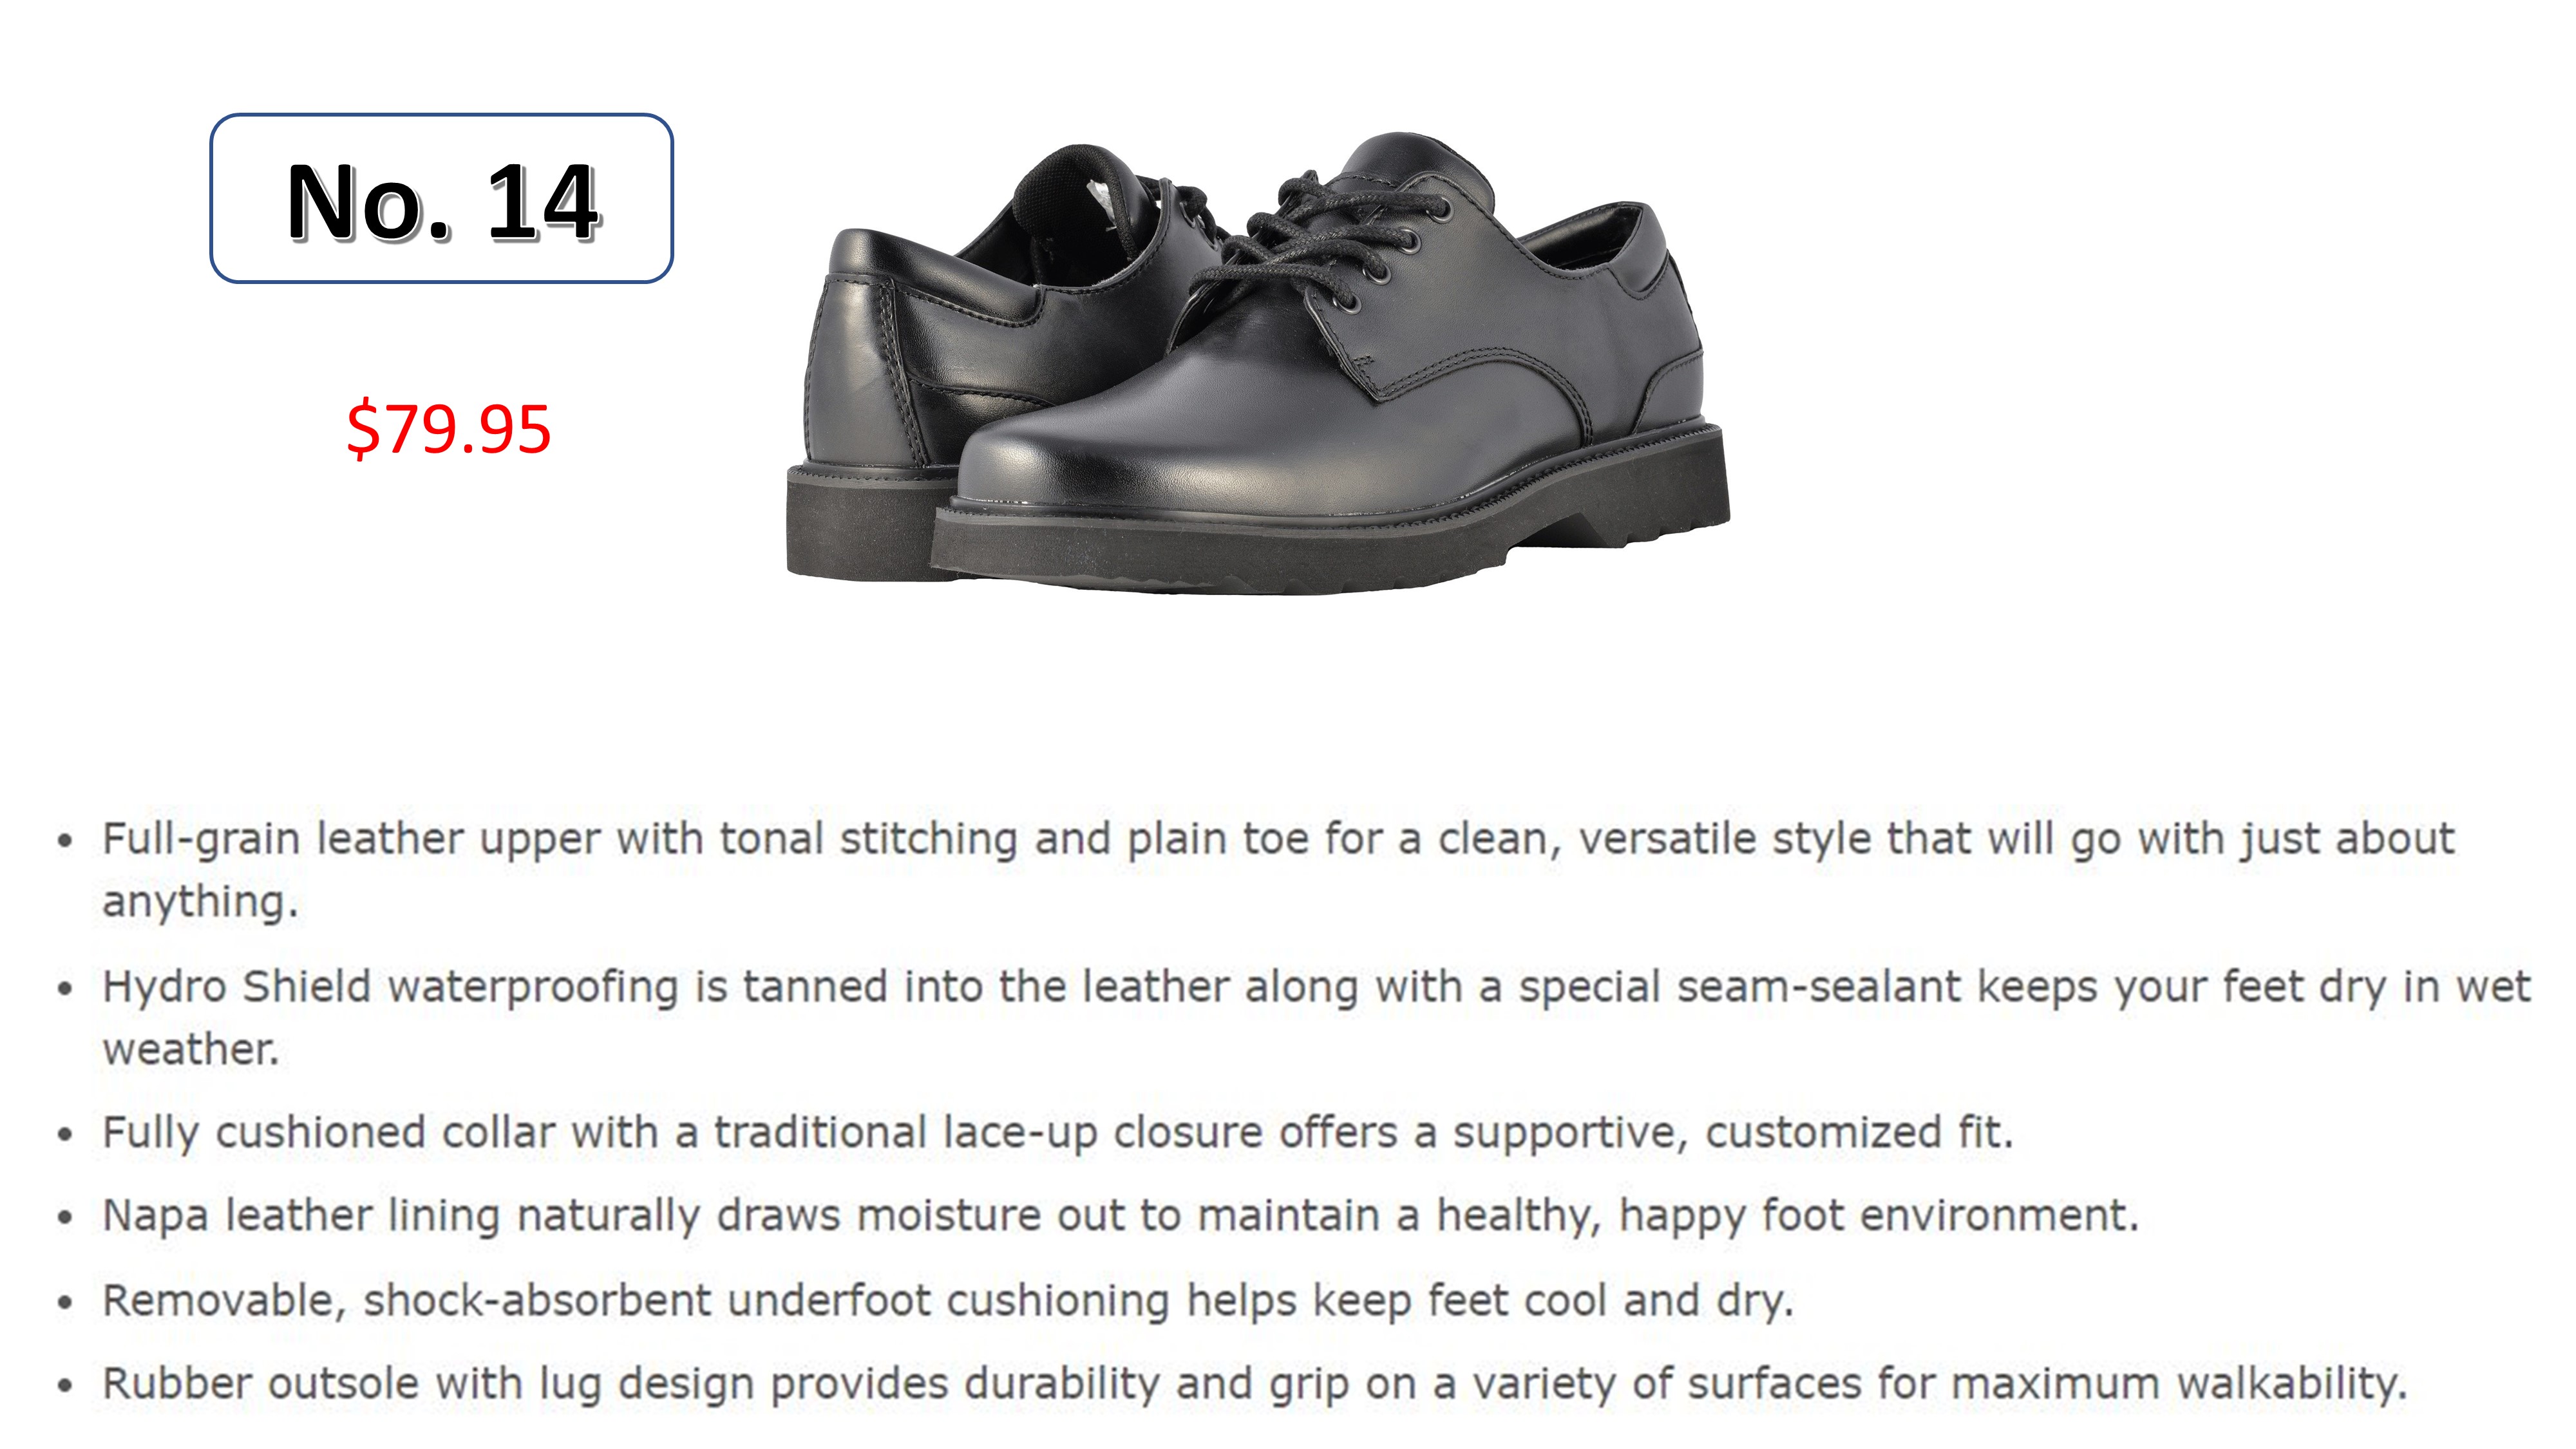 No. 14
$79.95
• Full-grain leather upper with tonal stitching and plain toe for a clean, versatile style that will go with just about
anything.
• Hydro Shield waterproofing is tanned into the leather along with a special seam-sealant keeps your feet dry in wet
weather.
• Fully cushioned collar with a traditional lace-up closure offers a supportive, customized fit.
• Napa leather lining naturally draws moisture out to maintain a healthy, happy foot environment.
• Removable, shock-absorbent underfoot cushioning helps keep feet cool and dry.
• Rubber outsole with lug design provides durability and grip on a variety of surfaces for maximum walkability.